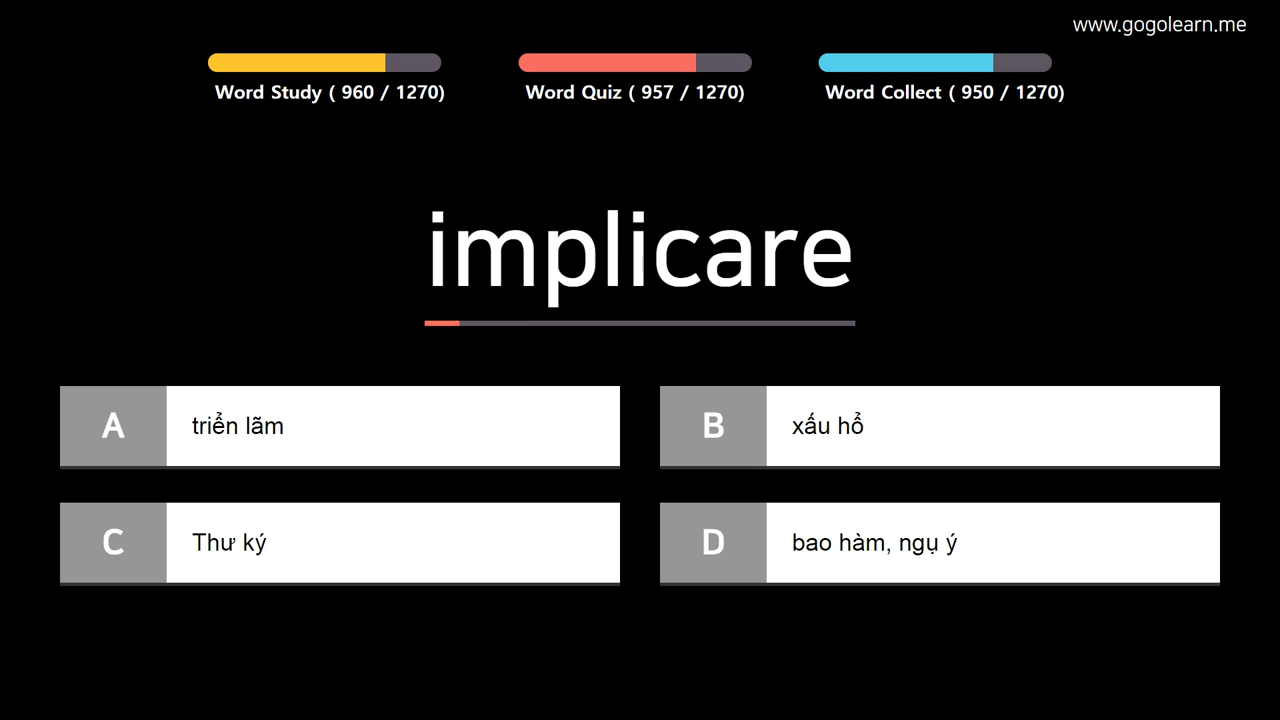 www.gogolearn.me
Word Study ( 960 / 1270)
Word Quiz ( 957 / 1270)
Word Collect ( 950 / 1270)
implicare
A triển lãm
B xấu hổ
C Thư ký
D bao hàm, ngụ ý